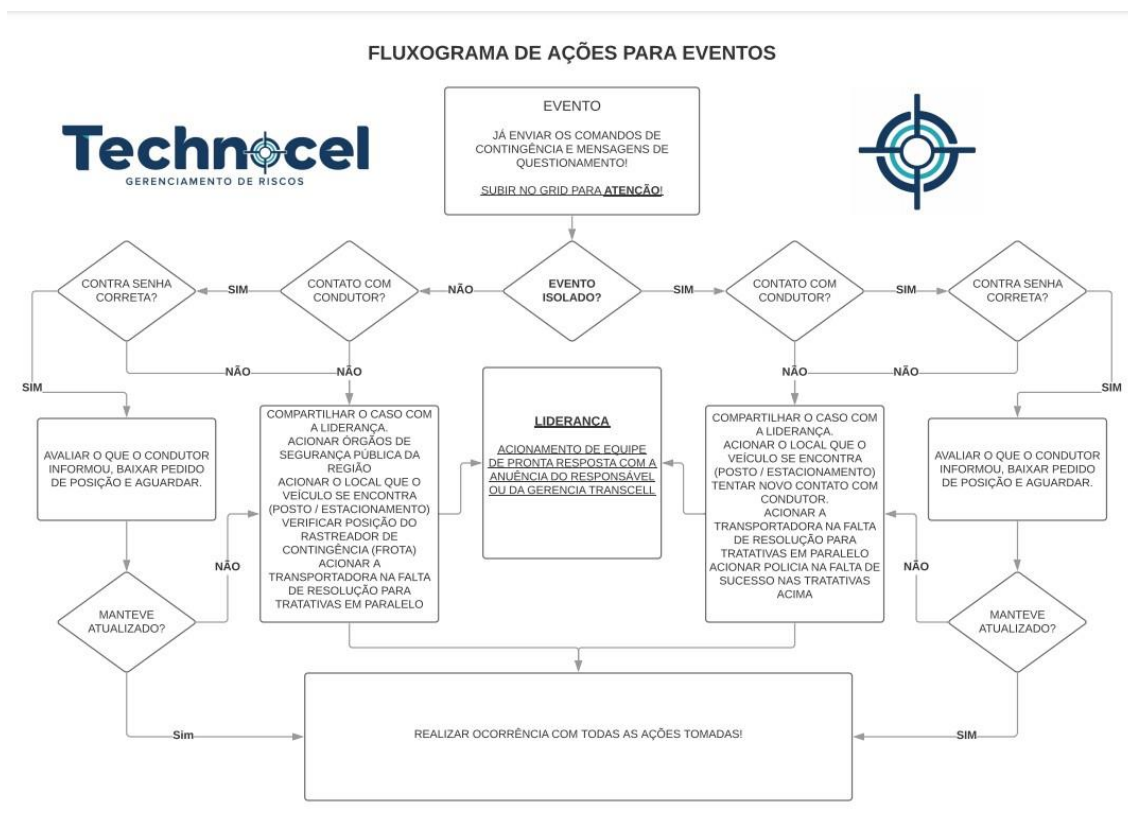 FLUXOGRAMA DE AÇÕES PARA EVENTOS
Technocel
GERENCIAMENTO DE RISCOS
EVENTO
JÁ ENVIAR OS COMANDOS DE
CONTINGÊNCIA E MENSAGENS DE
QUESTIONAMENTO!
SUBIR NO GRID PARA ATENÇÃO!
CONTRA SENHA
CORRETA?
SIM
CONTATO COM
CONDUTOR?
NÃO
EVENTO
ISOLADO?
SIM
CONTATO COM
CONDUTOR?
SIM
CONTRA SENHA
CORRETA?
NÃO
NÃO
NÃO
NÃO
SIM
SIM
AVALIAR O QUE O CONDUTOR
INFORMOU, BAIXAR PEDIDO
DE POSIÇÃO E AGUARDAR.
COMPARTILHAR O CASO COM
A LIDERANÇA.
ACIONAR ÓRGÃOS DE
SEGURANÇA PÚBLICA DA
REGIÃO
ACIONAR O LOCAL QUE O
VEÍCULO SE ENCONTRA
(POSTO / ESTACIONAMENTO)
VERIFICAR POSIÇÃO DO
RASTREADOR DE
CONTINGÊNCIA (FROTA)
ACIONAR A
TRANSPORTADORA NA FALTA
DE RESOLUÇÃO PARA
TRATATIVAS EM PARALELO
LIDERANÇA
ACIONAMENTO DE EQUIPE
DE PRONTA RESPOSTA COM A
ANUÊNCIA DO RESPONSÁVEL
OU DA GERENCIA TRANSCELL
COMPARTILHAR O CASO COM
A LIDERANÇA.
ACIONAR O LOCAL QUE O
VEÍCULO SE ENCONTRA
(POSTO / ESTACIONAMENTO)
TENTAR NOVO CONTATO COM
CONDUTOR.
ACIONAR A
TRANSPORTADORA NA FALTA
DE RESOLUÇÃO PARA
TRATATIVAS EM PARALELO
ACIONAR POLICIA NA FALTA DE
SUCESSO NAS TRATATIVAS
ACIMA
AVALIAR O QUE O CONDUTOR
INFORMOU, BAIXAR PEDIDO
DE POSIÇÃO E AGUARDAR.
NÃO
NÃO
MANTEVE
ATUALIZADO?
MANTEVE
ATUALIZADO?
Sim
REALIZAR OCORRÊNCIA COM TODAS AS AÇÕES TOMADAS!
SIM